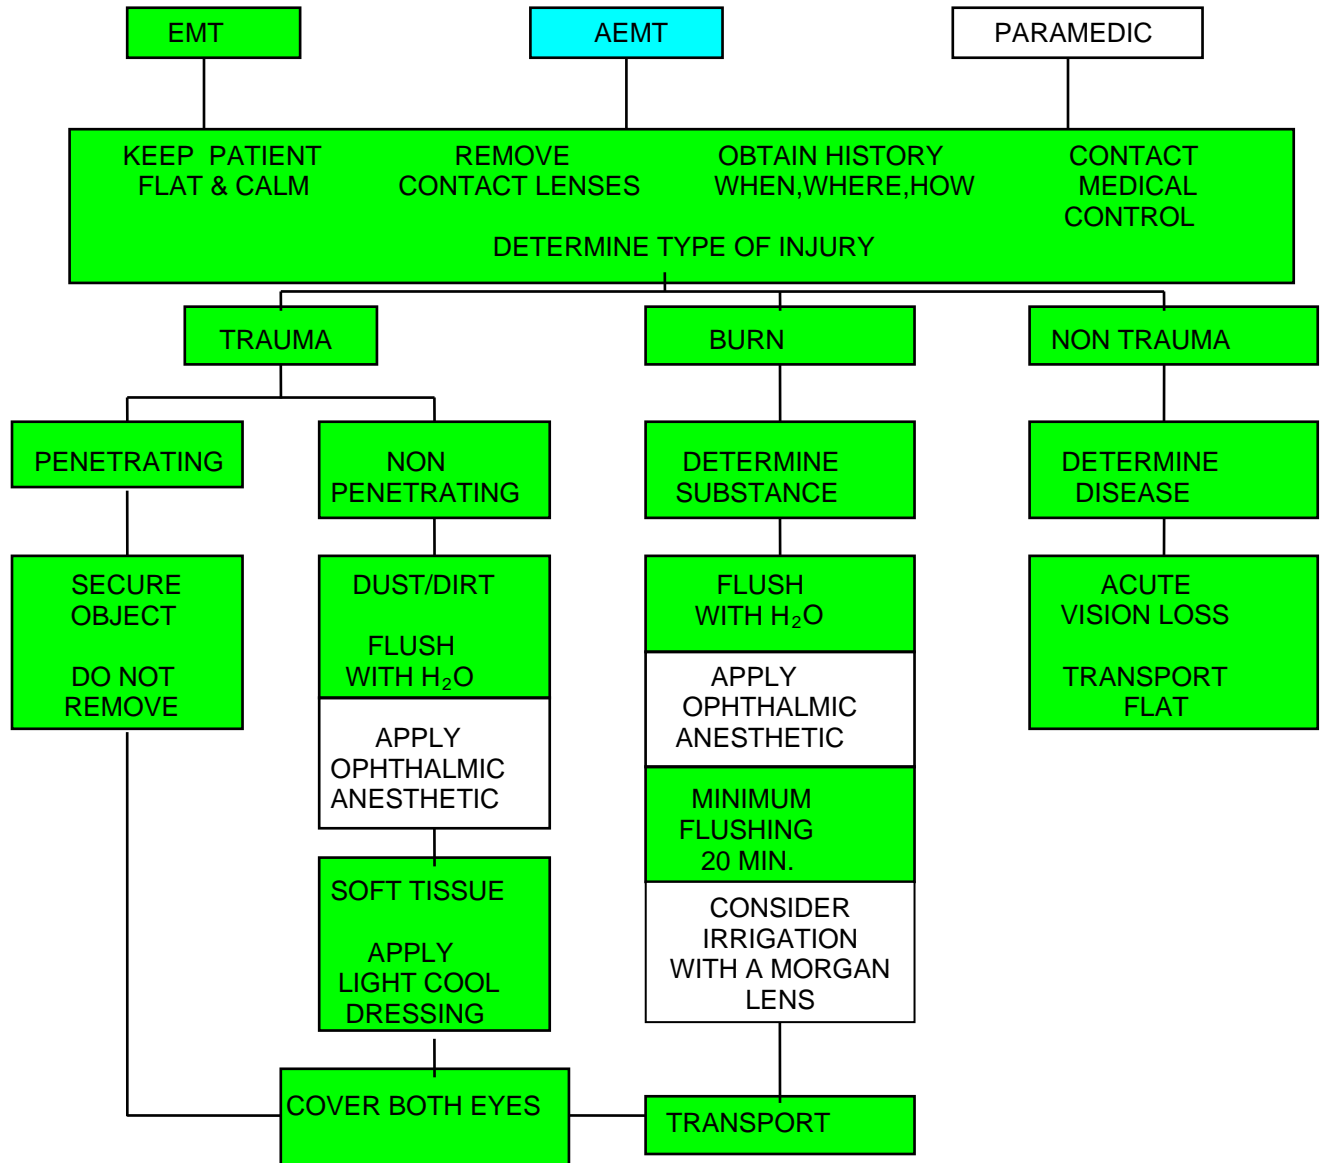 EMT
AEMT
PARAMEDIC
KEEP PATIENT
FLAT & CALM
REMOVE
CONTACT LENSES
OBTAIN HISTORY
WHEN,WHERE,HOW
CONTACT
MEDICAL
CONTROL
DETERMINE TYPE OF INJURY
TRAUMA
BURN
NON TRAUMA
PENETRATING
NON
PENETRATING
DETERMINE
SUBSTANCE
DETERMINE
DISEASE
SECURE
OBJECT
DO NOT
REMOVE
DUST/DIRT
FLUSH
WITH H₂O
APPLY
OPHTHALMIC
ANESTHETIC
SOFT TISSUE
APPLY
LIGHT COOL
DRESSING
FLUSH
WITH H₂O
APPLY
OPHTHALMIC
ANESTHETIC
MINIMUM
FLUSHING
20 MIN.
CONSIDER
IRRIGATION
WITH A MORGAN
LENS
ACUTE
VISION LOSS
TRANSPORT
FLAT
COVER BOTH EYES
TRANSPORT